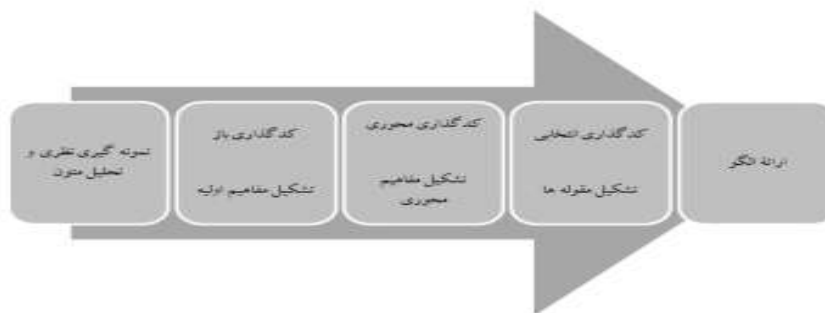 نمونه گیری نظری و
تحلیل متون
کدگذاری باز
تشکیل مفاهیم اولیه
کدگذاری محوری
تشکیل مفاهیم
محوری
کدگذاری انتخابی
تشکیل مقوله ها
ارائة الگو